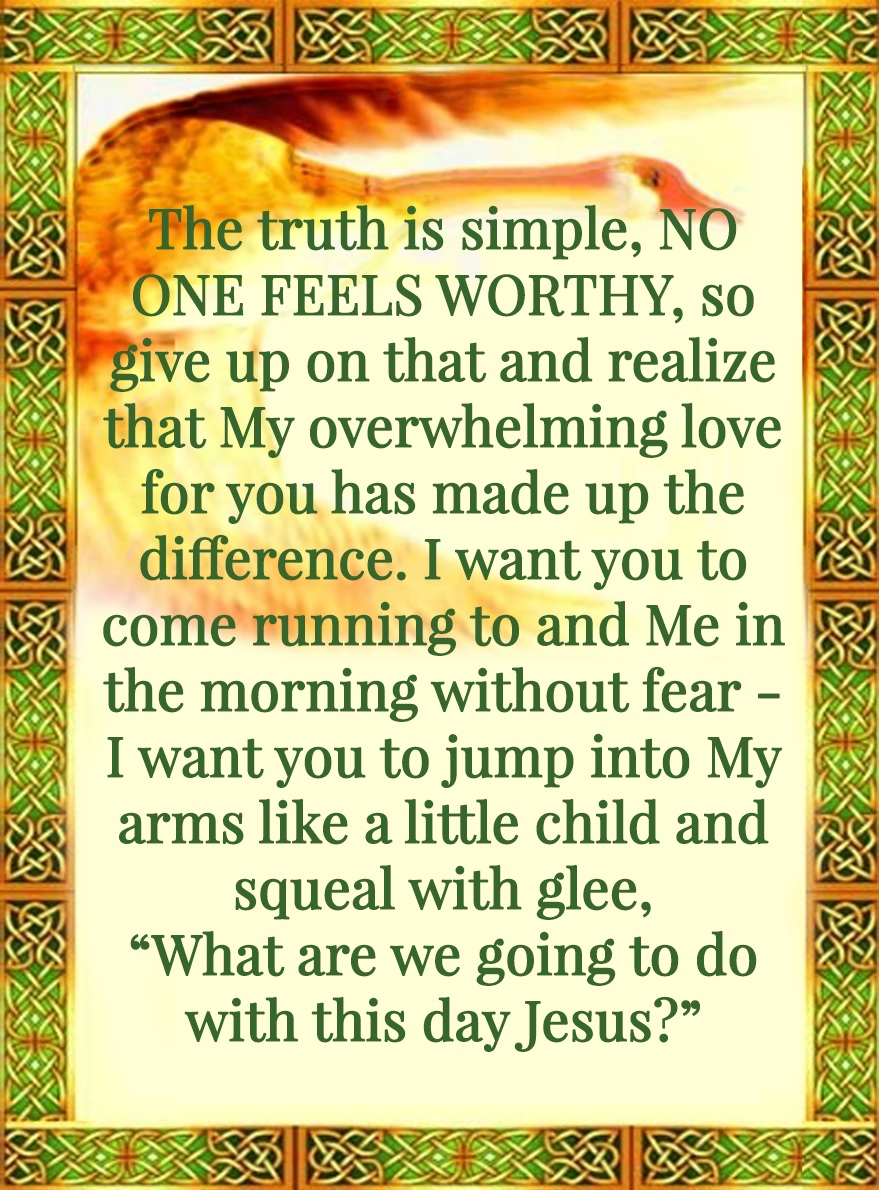 The truth is simple, NO
ONE FEELS WORTHY, so
give up on that and realize
that My overwhelming love
for you has made up the
difference. I want you to
come running to and Me in
the morning without fear -
I want you to jump into My
arms like a little child and
squeal with glee,
“What are we going to do
with this day Jesus?”